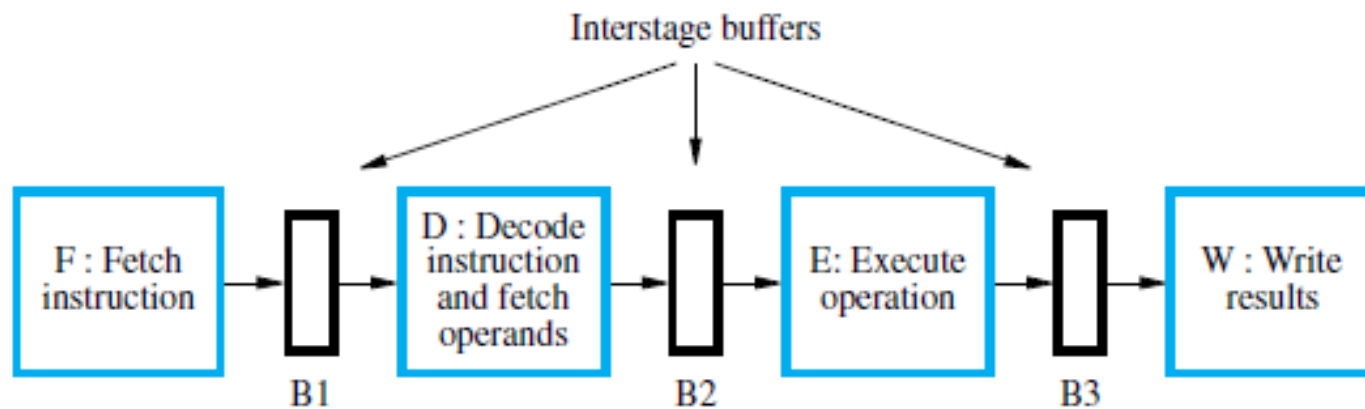 Interstage buffers
F : Fetch
instruction
D : Decode
instruction
and fetch
operands
E: Execute
operation
W : Write
results
B1
B2
B3